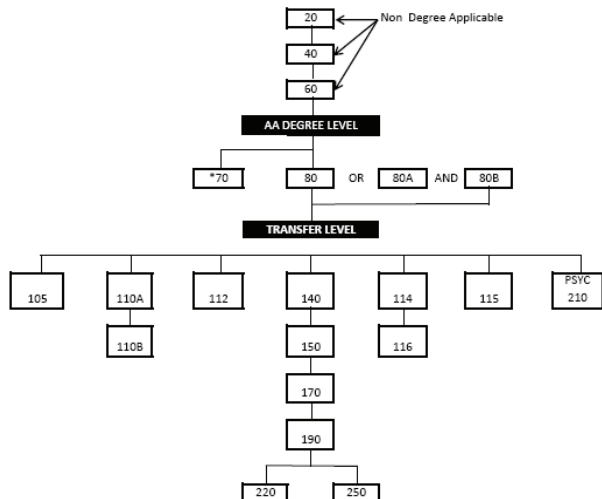 20 Non Degree Applicable
40
60
AA DEGREE LEVEL
*70 80 OR 80A AND 80B
TRANSFER LEVEL
105 110A 112 140 114 115 PSYC 210
110B 150 116
170
190
220 250